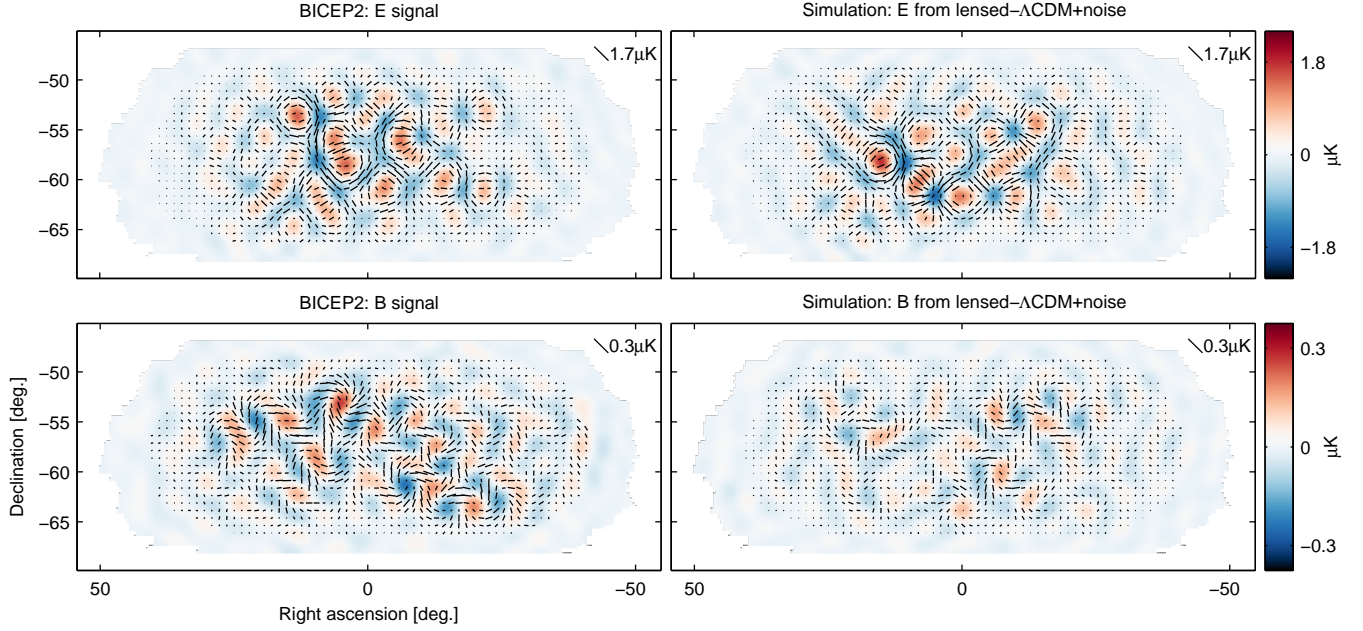 BICEP2: E signal
Simulation: E from lensed−ΛCDM+noise
1.7μK
1.7μK
−50
−55
−60
−65
1.8
0
−1.8
μK
BICEP2: B signal
Simulation: B from lensed−ΛCDM+noise
0.3μK
0.3μK
−50
−55
−60
−65
0.3
0
−0.3
μK
Declination [deg.]
50
0
−50
50
0
−50
Right ascension [deg.]